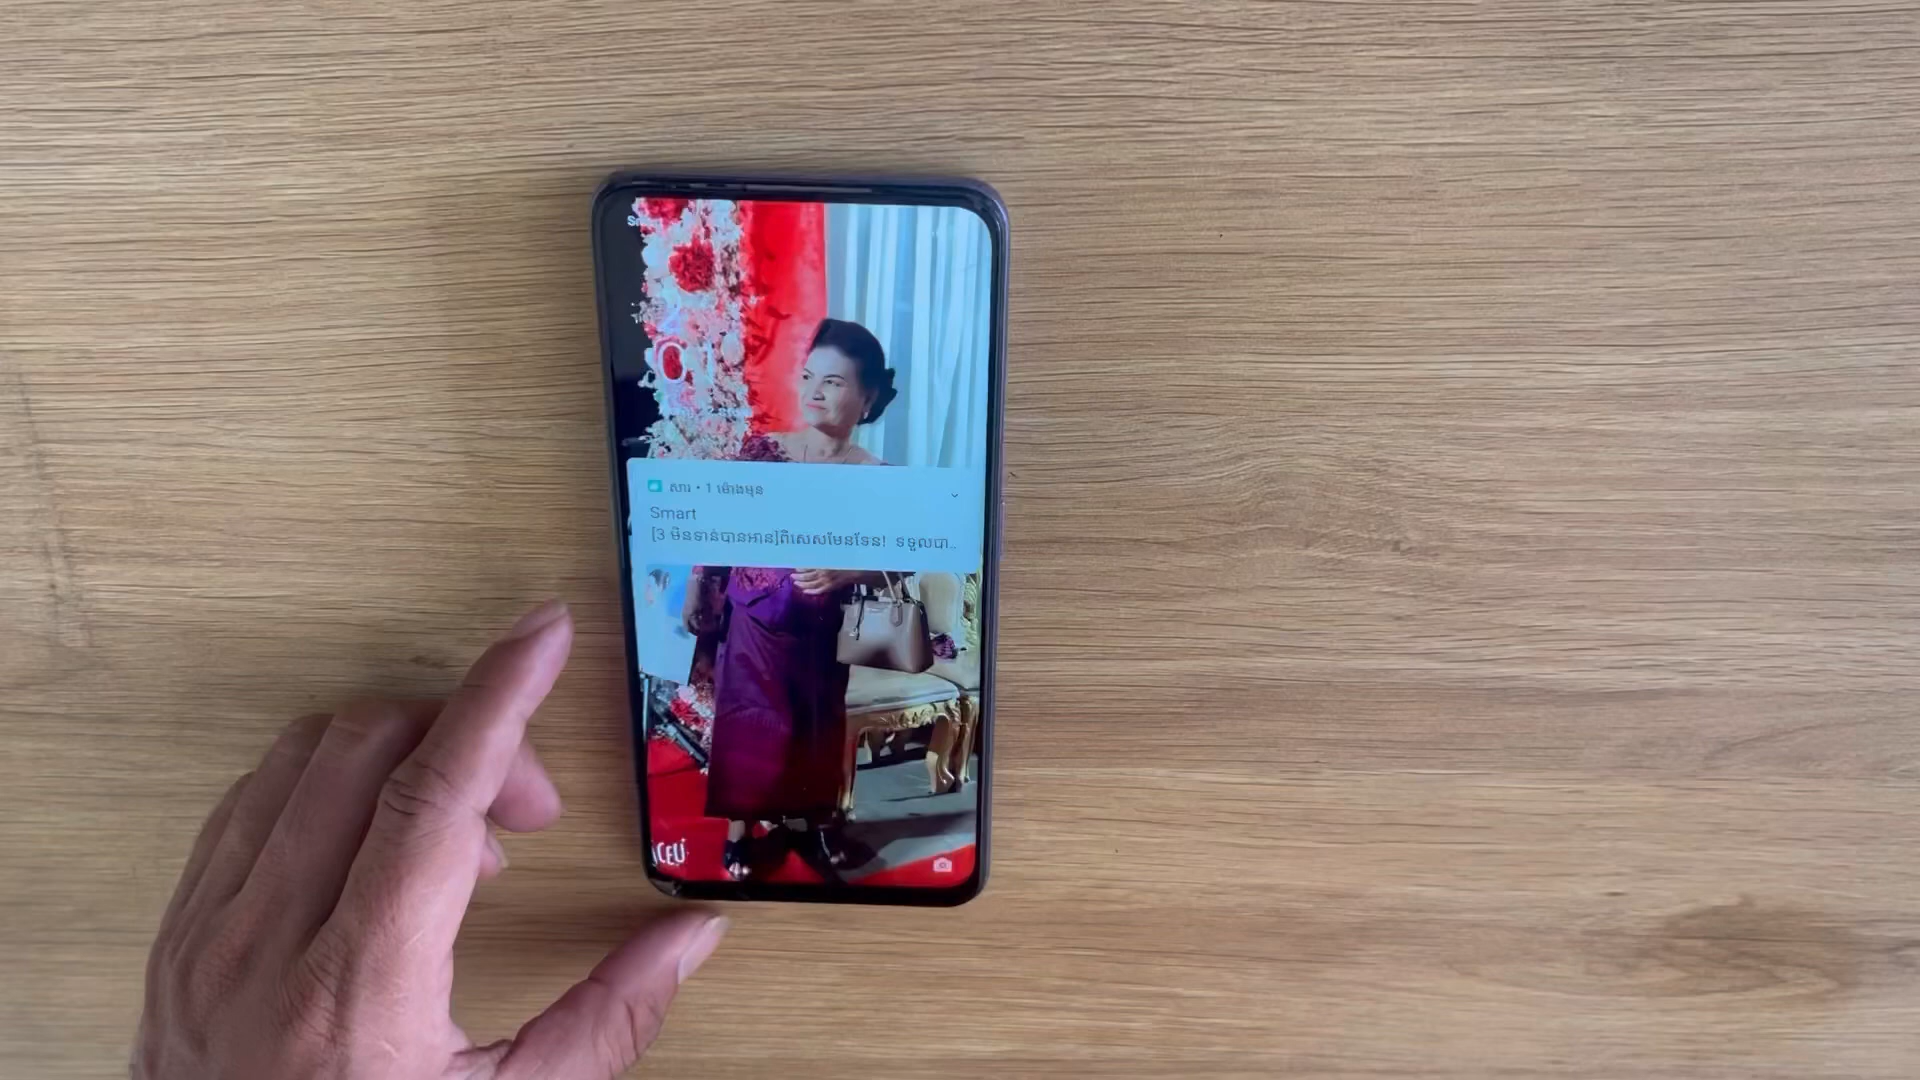 សារ • 1 ម៉ោងមុន
Smart
[3 មិនទាន់បានអាន]ពិសេសមែនទែន! ទទួលបា...